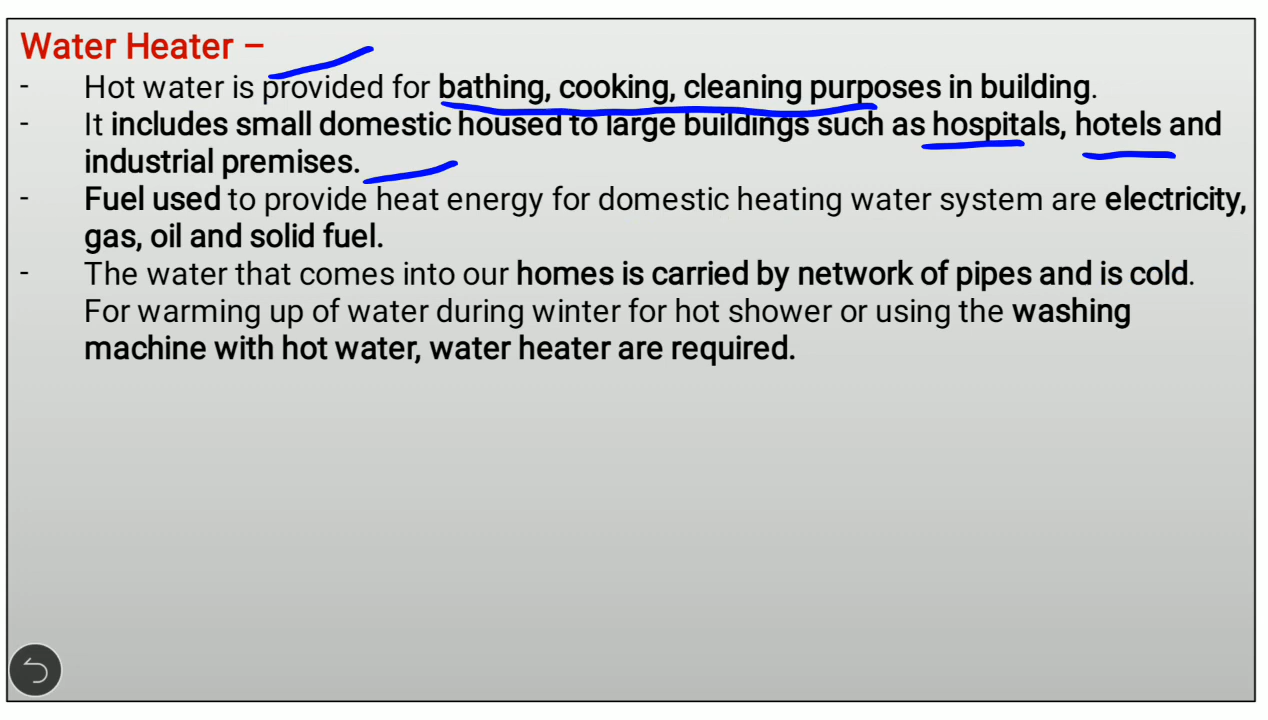 Water Heater –
- Hot water is provided for bathing, cooking, cleaning purposes in building.
- It includes small domestic housed to large buildings such as hospitals, hotels and
industrial premises.
- Fuel used to provide heat energy for domestic heating water system are electricity,
gas, oil and solid fuel.
- The water that comes into our homes is carried by network of pipes and is cold.
For warming up of water during winter for hot shower or using the washing
machine with hot water, water heater are required.